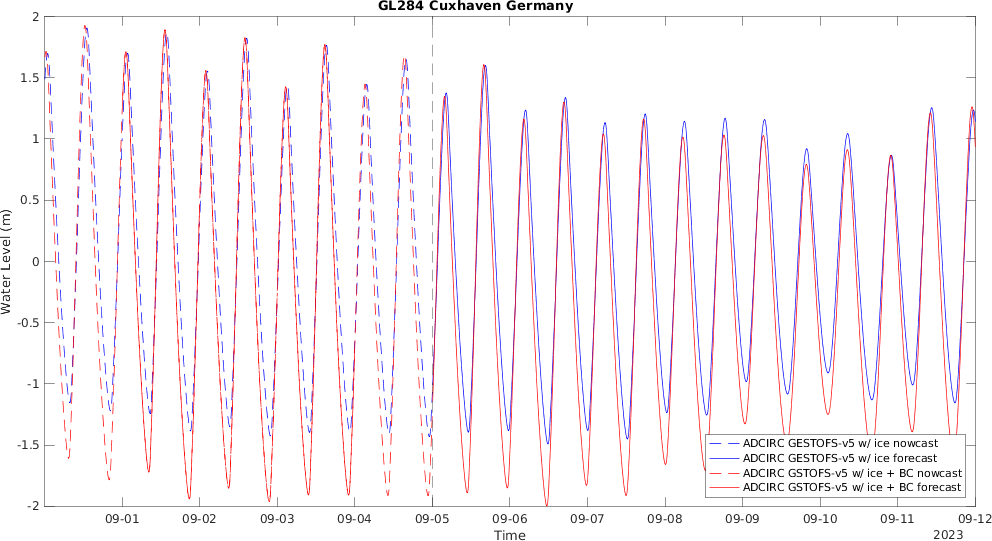 GL284 Cuxhaven Germany
2
1.5
1
0.5
0
-0.5
-1
-1.5
-2
Water Level (m)
ADCIRC GESTOFS-v5 w/ ice nowcast
ADCIRC GESTOFS-v5 w/ ice forecast
ADCIRC GSTOFS-v5 w/ ice + BC nowcast
ADCIRC GSTOFS-v5 w/ ice + BC forecast
09-01 09-02 09-03 09-04 09-05 09-06 09-07 09-08 09-09 09-10 09-11 09-12
Time 2023